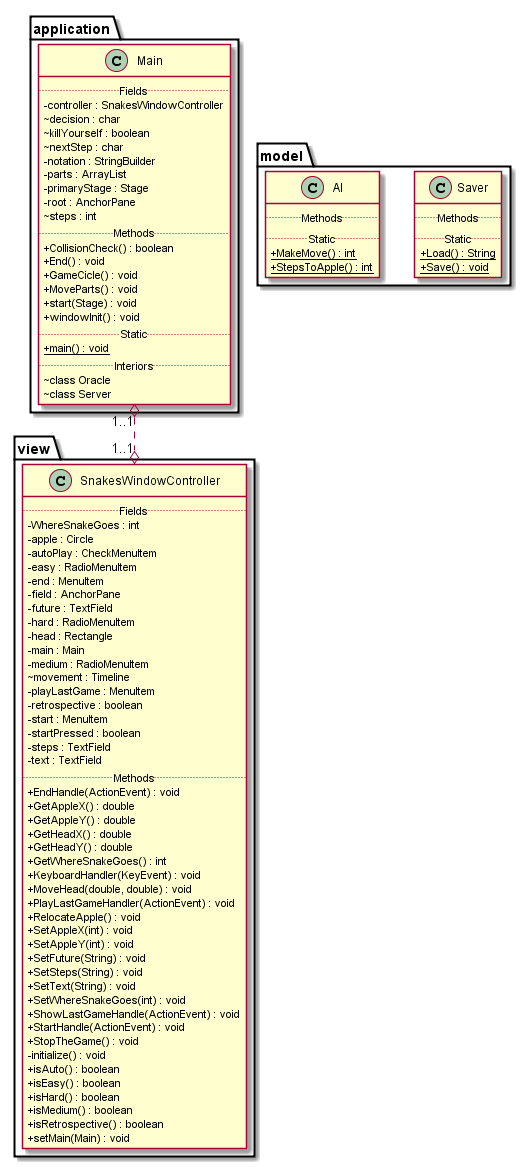 application
C Main
Fields
-controller : SnakesWindowController
~decision : char
~killYourself : boolean
~nextStep : char
-notation : StringBuilder
-parts : ArrayList
-primaryStage : Stage
-root : AnchorPane
~steps : int
Methods
+CollisionCheck() : boolean
+End() : void
+GameCicle() : void
+MoveParts() : void
+start(Stage) : void
+windowInit() : void
Static
+main() : void
Interiors
~class Oracle
~class Server
model
C AI
Methods
Static
+MakeMove() : int
+StepsToApple() : int
C Saver
Methods
Static
+Load() : String
+Save() : void
1..1
1..1
view
C SnakesWindowController
Fields
-WhereSnakeGoes : int
-apple : Circle
-autoPlay : CheckMenuItem
-easy : RadioMenuItem
-end : MenuItem
-field : AnchorPane
-future : TextField
-hard : RadioMenuItem
-head : Rectangle
-main : Main
-medium : RadioMenuItem
~movement : Timeline
-playLastGame : MenuItem
-retrospective : boolean
-start : MenuItem
-startPressed : boolean
-steps : TextField
-text : TextField
Methods
+EndHandle(ActionEvent) : void
+GetAppleX() : double
+GetAppleY() : double
+GetHeadX() : double
+GetHeadY() : double
+GetWhereSnakeGoes() : int
+KeyboardHandler(KeyEvent) : void
+MoveHead(double, double) : void
+PlayLastGameHandler(ActionEvent) : void
+RelocateApple() : void
+SetAppleX(int) : void
+SetAppleY(int) : void
+SetFuture(String) : void
+SetSteps(String) : void
+SetText(String) : void
+SetWhereSnakeGoes(int) : void
+ShowLastGameHandle(ActionEvent) : void
+StartHandle(ActionEvent) : void
+StopTheGame() : void
-initialize() : void
+isAuto() : boolean
+isEasy() : boolean
+isHard() : boolean
+isMedium() : boolean
+isRetrospective() : boolean
+setMain(Main) : void